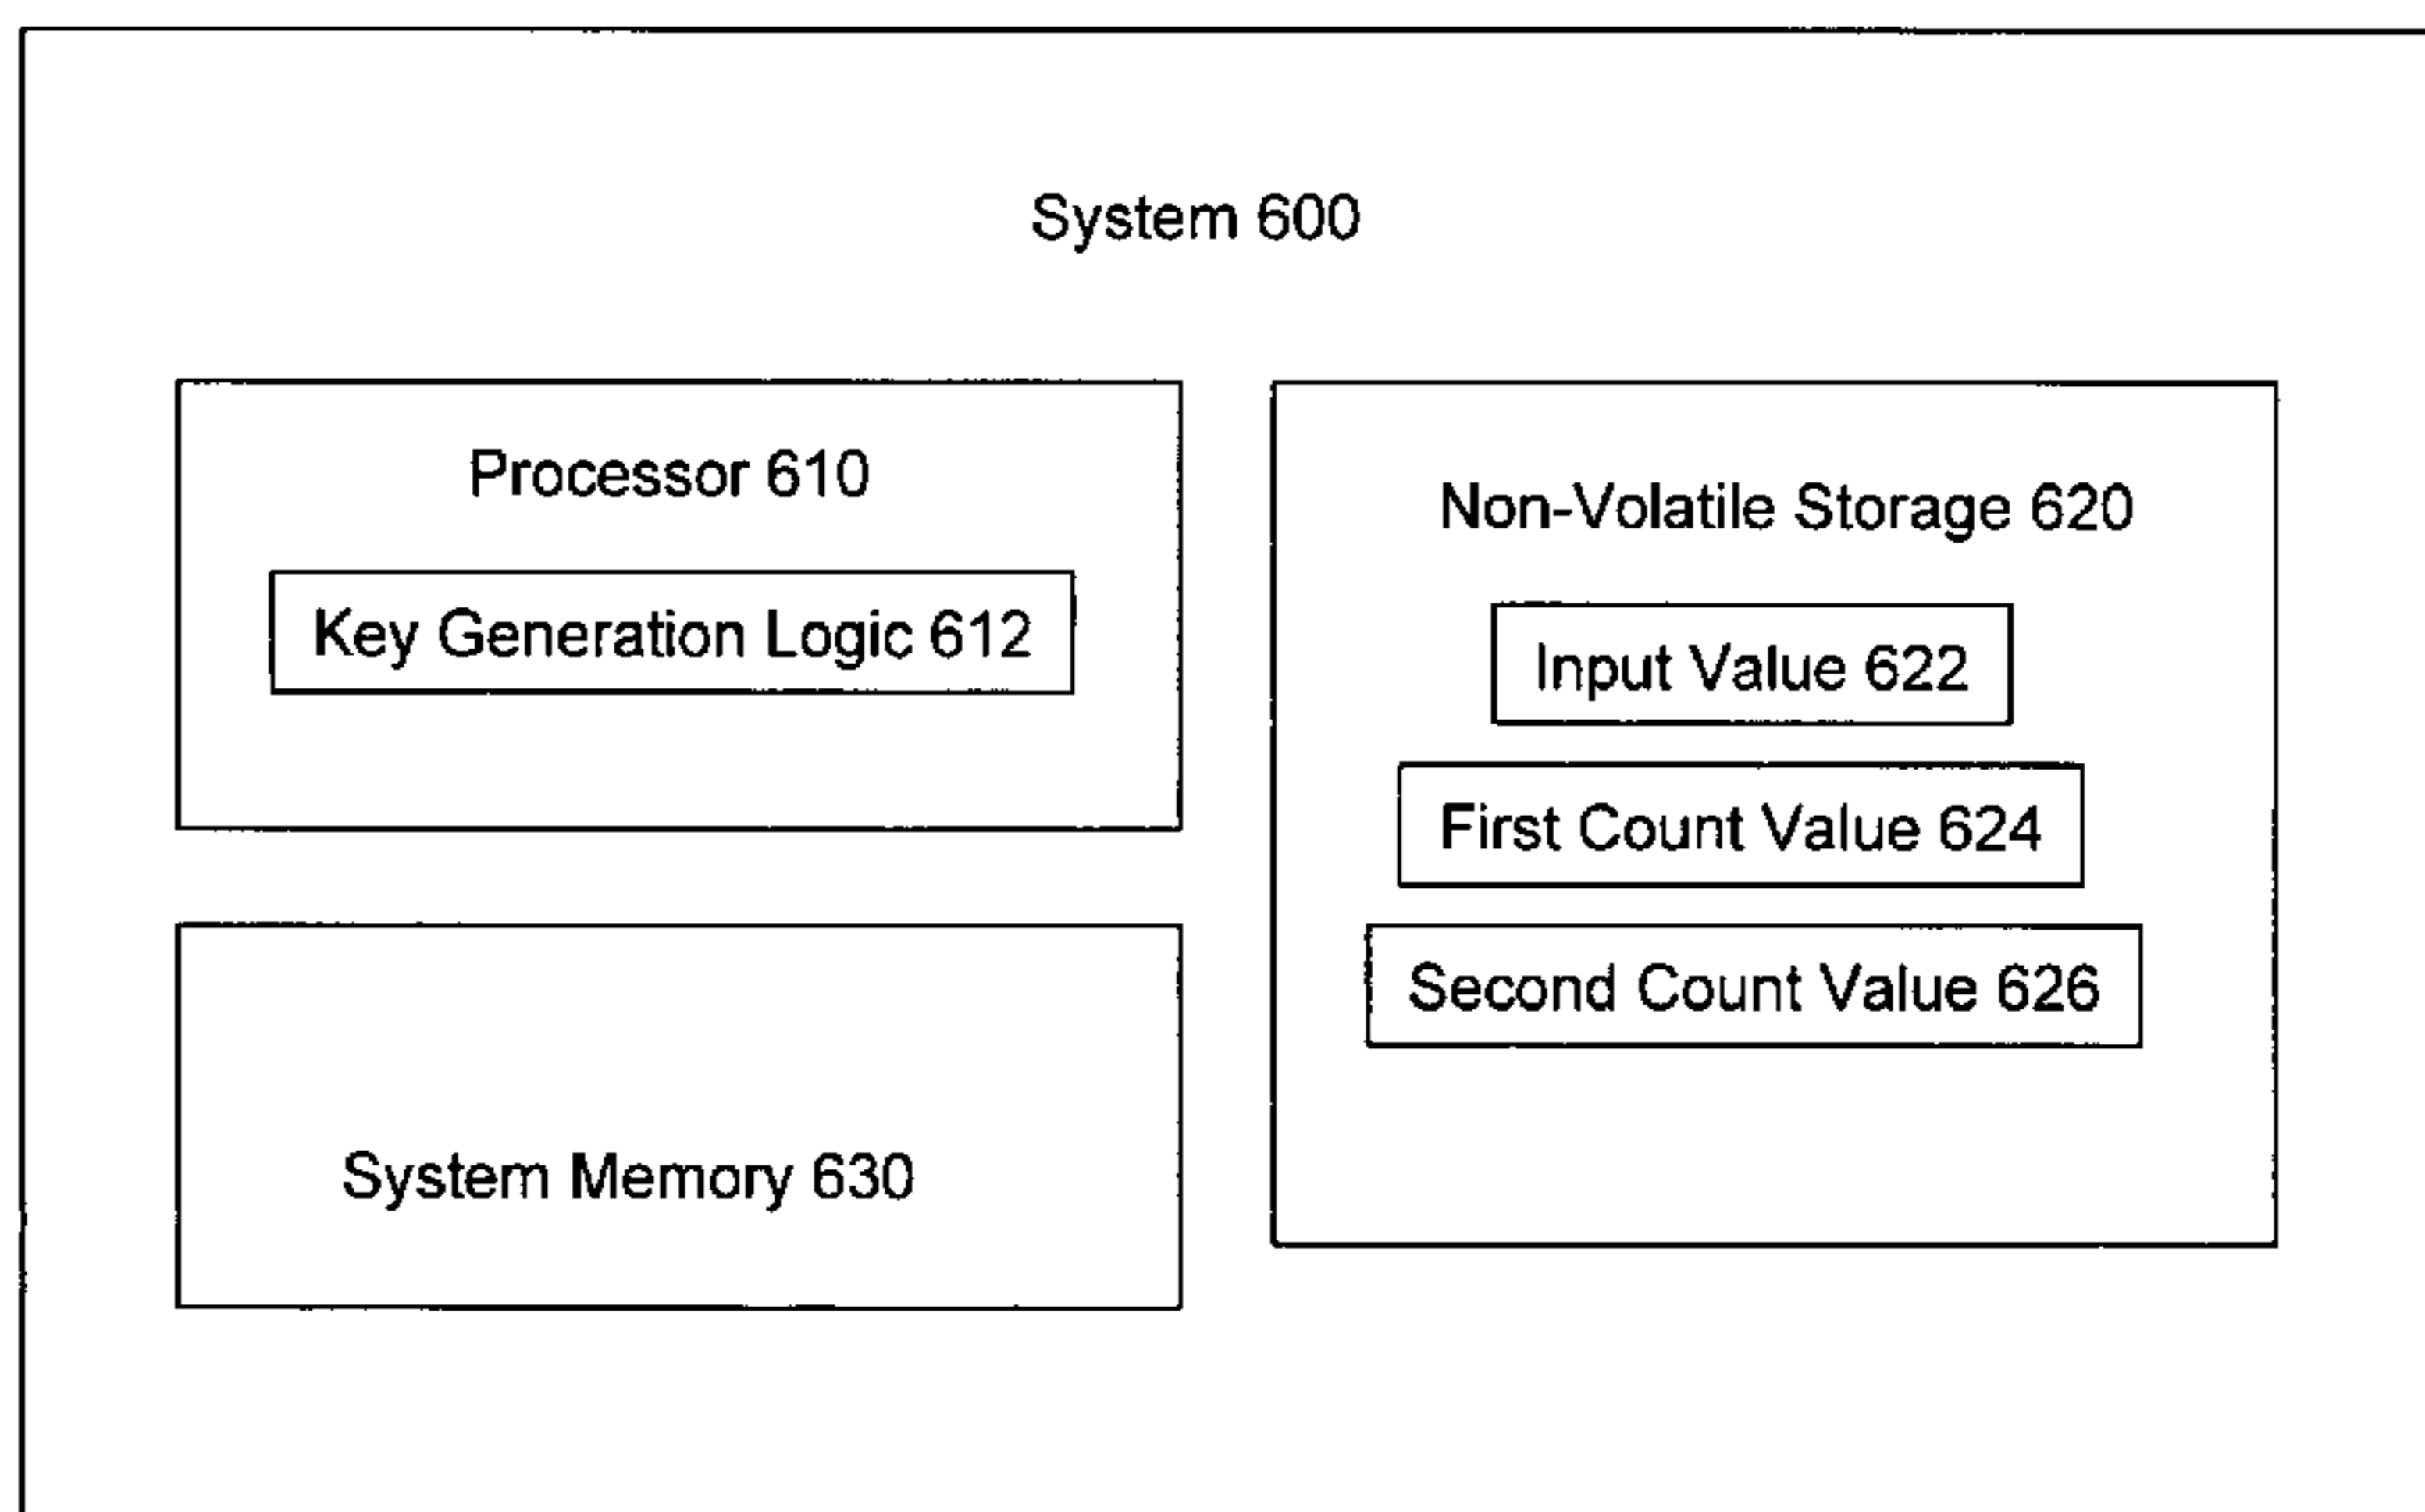 System 600
Processor 610
Key Generation Logic 612
Non-Volatile Storage 620
Input Value 622
First Count Value 624
Second Count Value 626
System Memory 630